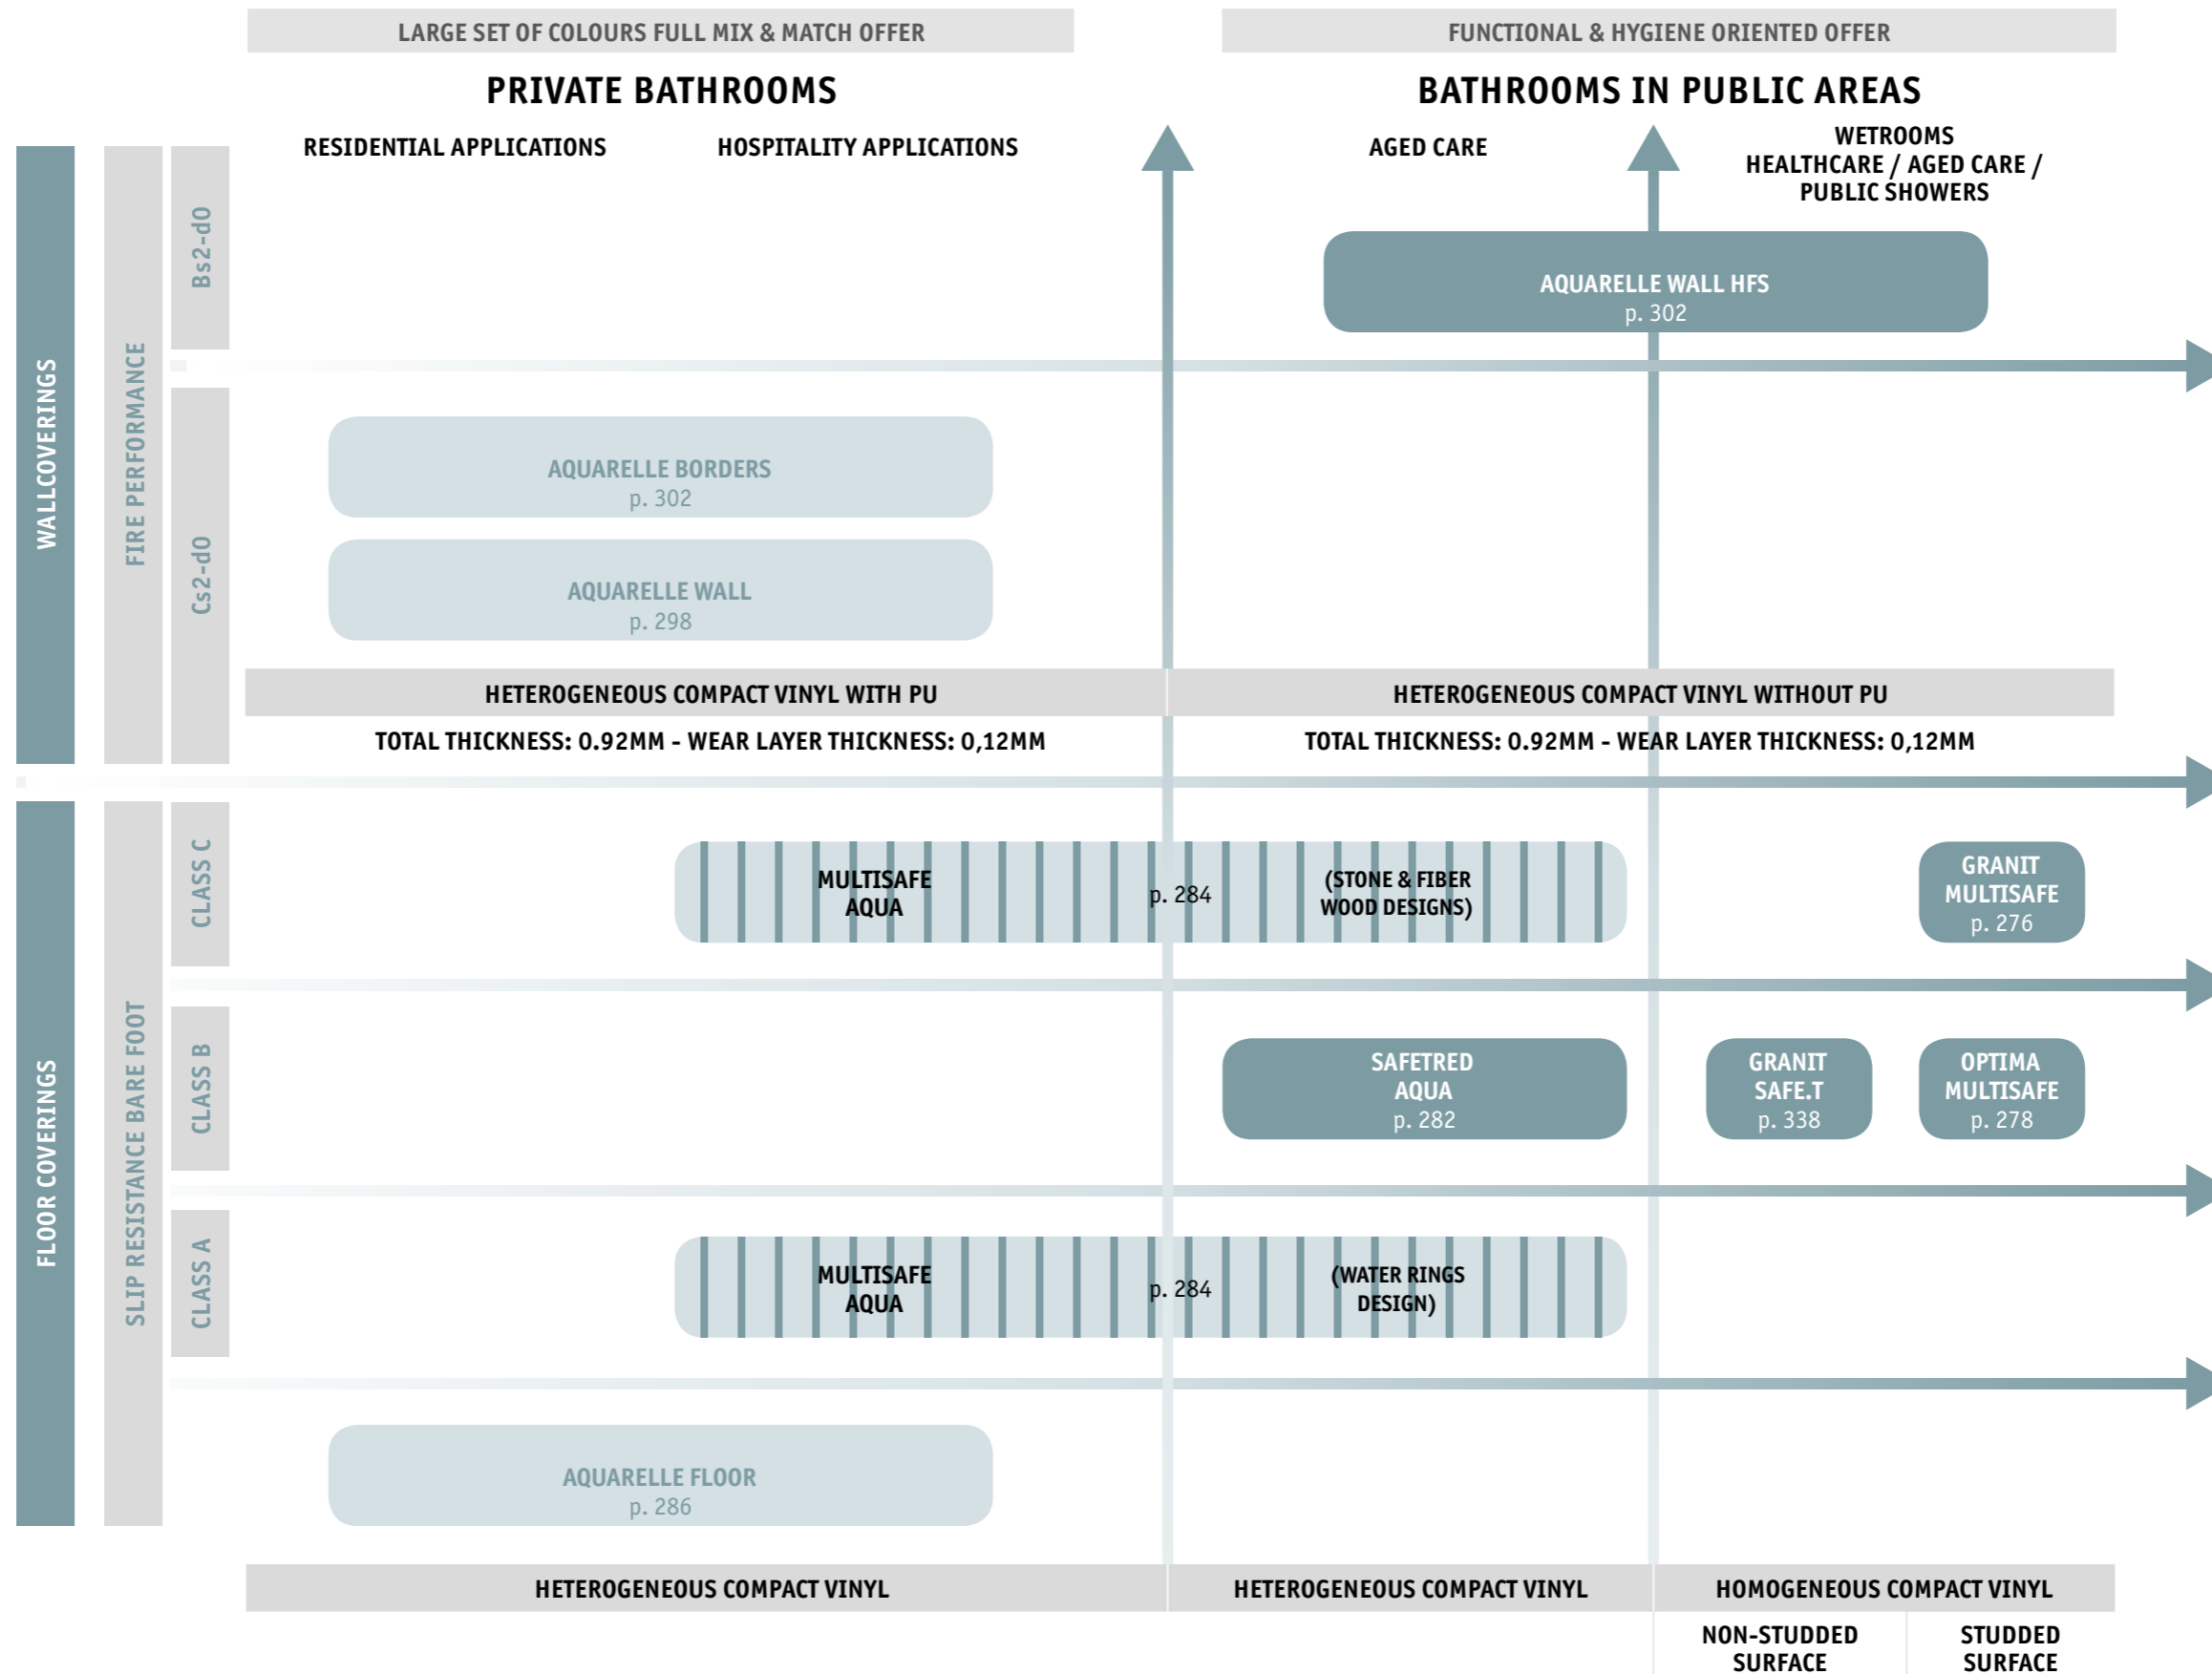 LARGE SET OF COLOURS FULL MIX & MATCH OFFER
FUNCTIONAL & HYGIENE ORIENTED OFFER
PRIVATE BATHROOMS
BATHROOMS IN PUBLIC AREAS
RESIDENTIAL APPLICATIONS
HOSPITALITY APPLICATIONS
AGED CARE
WETROOMS
HEALTHCARE / AGED CARE /
PUBLIC SHOWERS
WALLCOVERINGS
FIRE PERFORMANCE
Bs2-d0
AQUARELLE WALL HFS
p. 302
Cs2-d0
AQUARELLE BORDERS
p. 302
AQUARELLE WALL
p. 298
HETEROGENEOUS COMPACT VINYL WITH PU
HETEROGENEOUS COMPACT VINYL WITHOUT PU
TOTAL THICKNESS: 0.92MM - WEAR LAYER THICKNESS: 0,12MM
TOTAL THICKNESS: 0.92MM - WEAR LAYER THICKNESS: 0,12MM
FLOOR COVERINGS
SLIP RESISTANCE BARE FOOT
CLASS C
MULTISAFE
AQUA
p. 284
(STONE & FIBER
WOOD DESIGNS)
GRANIT
MULTISAFE
p. 276
CLASS B
SAFETRED
AQUA
p. 282
GRANIT
SAFE.T
p. 338
OPTIMA
MULTISAFE
p. 278
CLASS A
MULTISAFE
AQUA
p. 284
(WATER RINGS
DESIGN)
AQUARELLE FLOOR
p. 286
HETEROGENEOUS COMPACT VINYL
HETEROGENEOUS COMPACT VINYL
HOMOGENEOUS COMPACT VINYL
NON-STUDDED
SURFACE
STUDDED
SURFACE